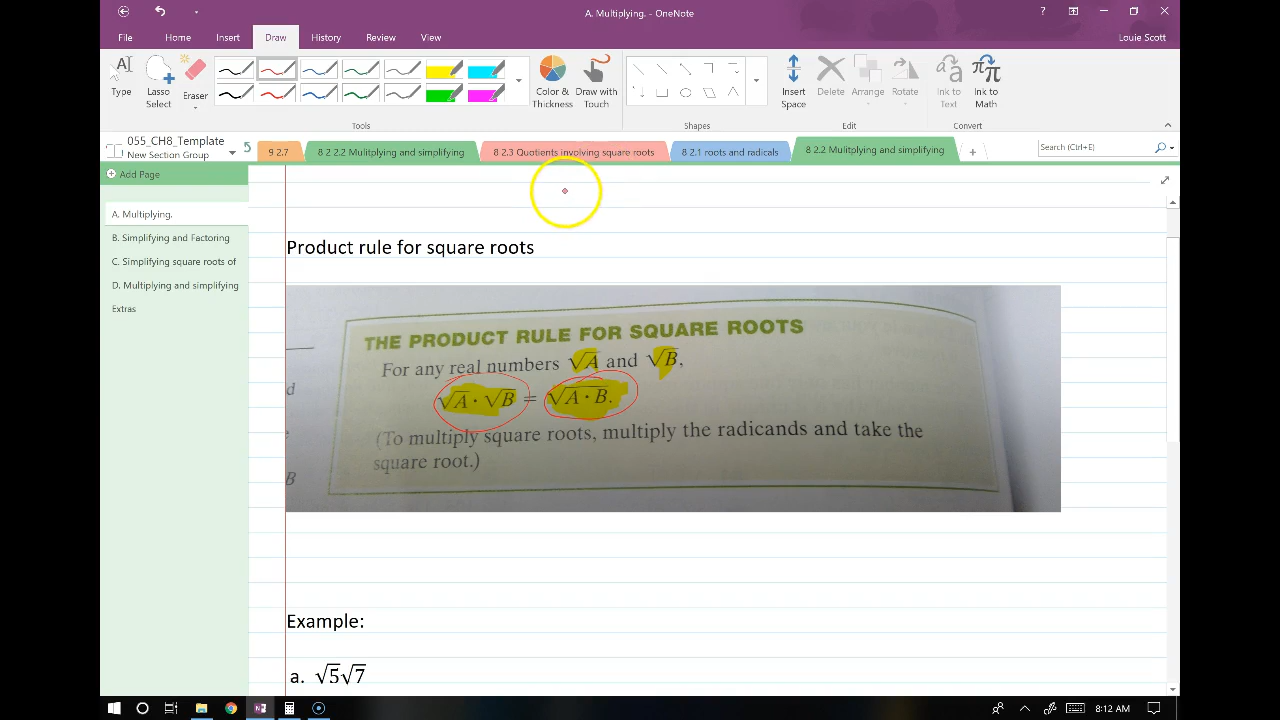 A. Multiplying. - OneNote
?
File Home Insert Draw History Review View
Louie Scott
Type
Lasso Select
Eraser
Color & Thickness
Draw with Touch
Insert Space
Delete
Arrange
Rotate
Ink to Text
Ink to Math
Tools
Shapes
Edit
Convert
055_CH8_Template
New Section Group
9 2.7
8 2.2.2 Mulitplying and simplifying
8 2.3 Quotients involving square roots
8 2.1 roots and radicals
8 2.2 Mulitplying and simplifying
Search (Ctrl+E)
Add Page
A. Multiplying.
B. Simplifying and Factoring
C. Simplifying square roots of
D. Multiplying and simplifying
Extras
Product rule for square roots
THE PRODUCT RULE FOR SQUARE ROOTS
For any real numbers √A and √B,
√A · √B = √A · B.
(To multiply square roots, multiply the radicands and take the
square root.)
d
B
Example:
a. √5√7
8:12 AM